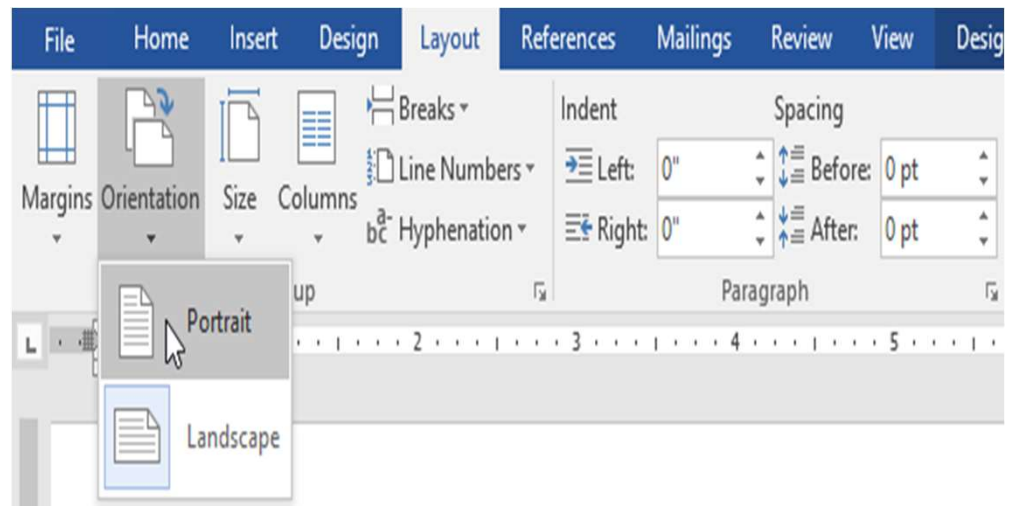 File Home Insert Design Layout References Mailings Review View Desig
Breaks Indent Spacing
Line Numbers Left: 0" Before: 0 pt
Margins Orientation Size Columns
bc a- Hyphenation Right: 0" After: 0 pt
up Paragraph
Portrait
L 2 3 4 5
Landscape